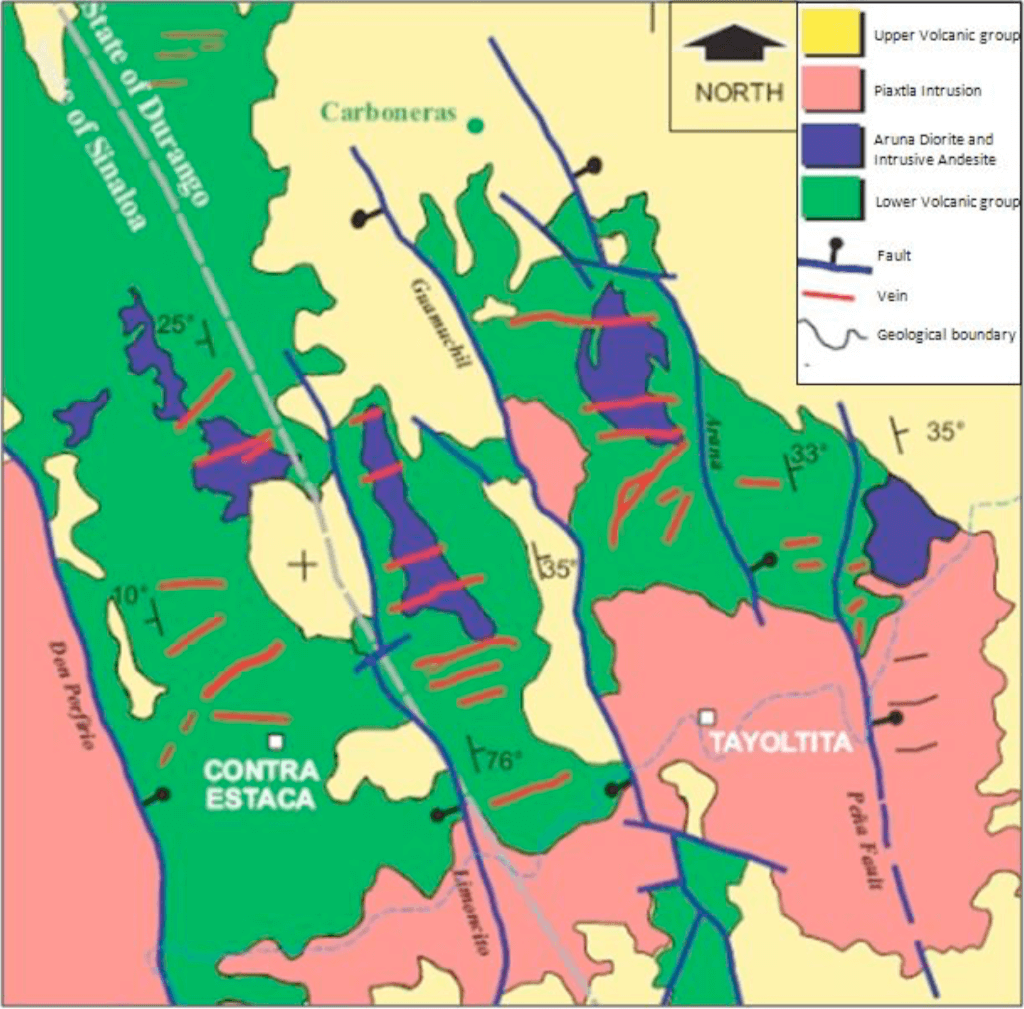 State of Durango
te of Sinaloa
Carboneras
NORTH
Upper Volcanic group
Piaxtla Intrusion
Aruna Diorite and
Intrusive Andesite
Lower Volcanic group
Fault
Vein
Geological boundary
Guamuchil
25°
Arana
33°
35°
35°
10°
Don Porfirio
CONTRA
ESTACA
76°
TAYOLTITA
Peña Fault
Limoncito